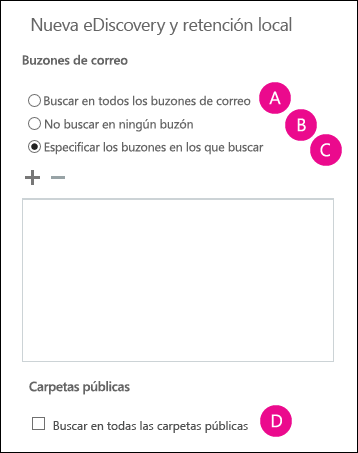 Nueva eDiscovery y retención local
Buzones de correo
Buscar en todos los buzones de correo A
No buscar en ningún buzón B
Especificar los buzones en los que buscar C
Carpetas públicas
Buscar en todas las carpetas públicas D